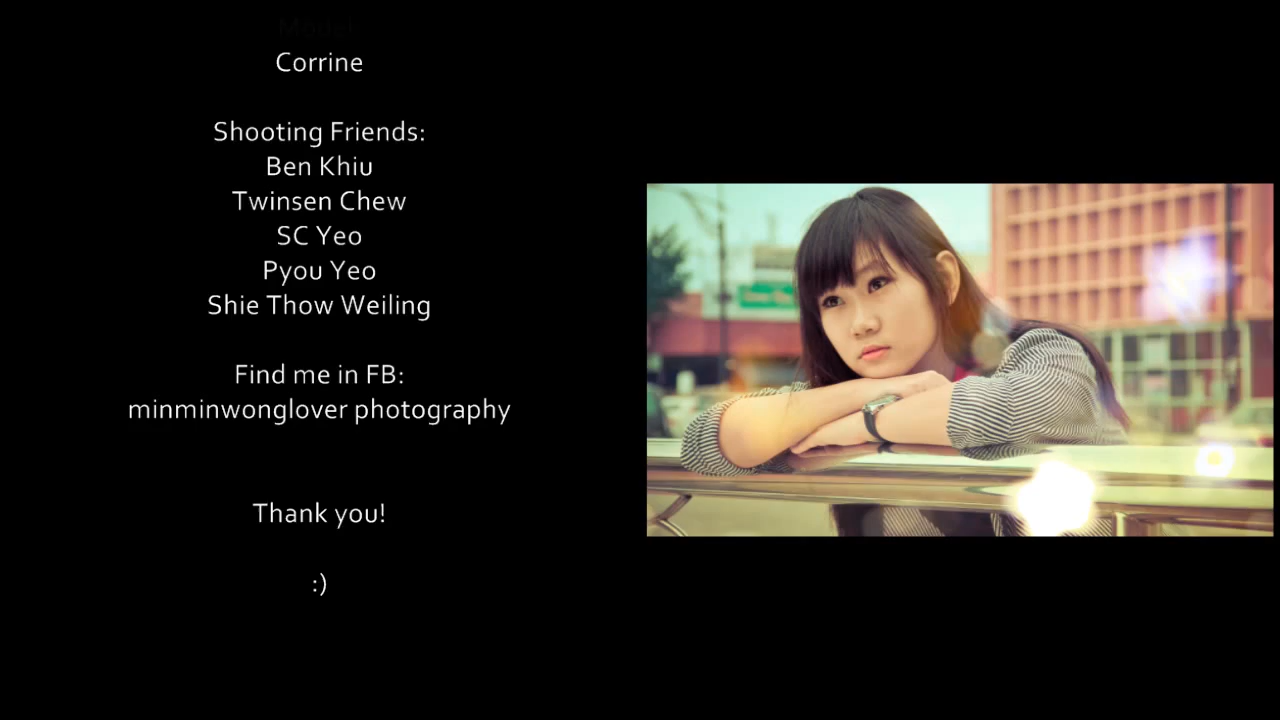 Model:
Corrine
Shooting Friends:
Ben Khiu
Twinsen Chew
SC Yeo
Pyou Yeo
Shie Thow Weiling
Find me in FB:
minminwonglover photography
Thank you!
:)